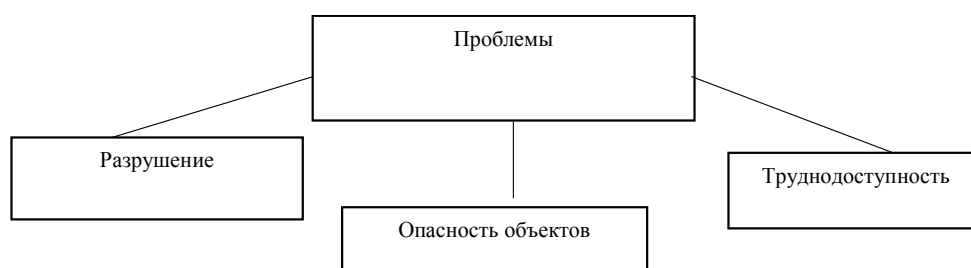 Проблемы
Разрушение
Труднодоступность
Опасность объектов